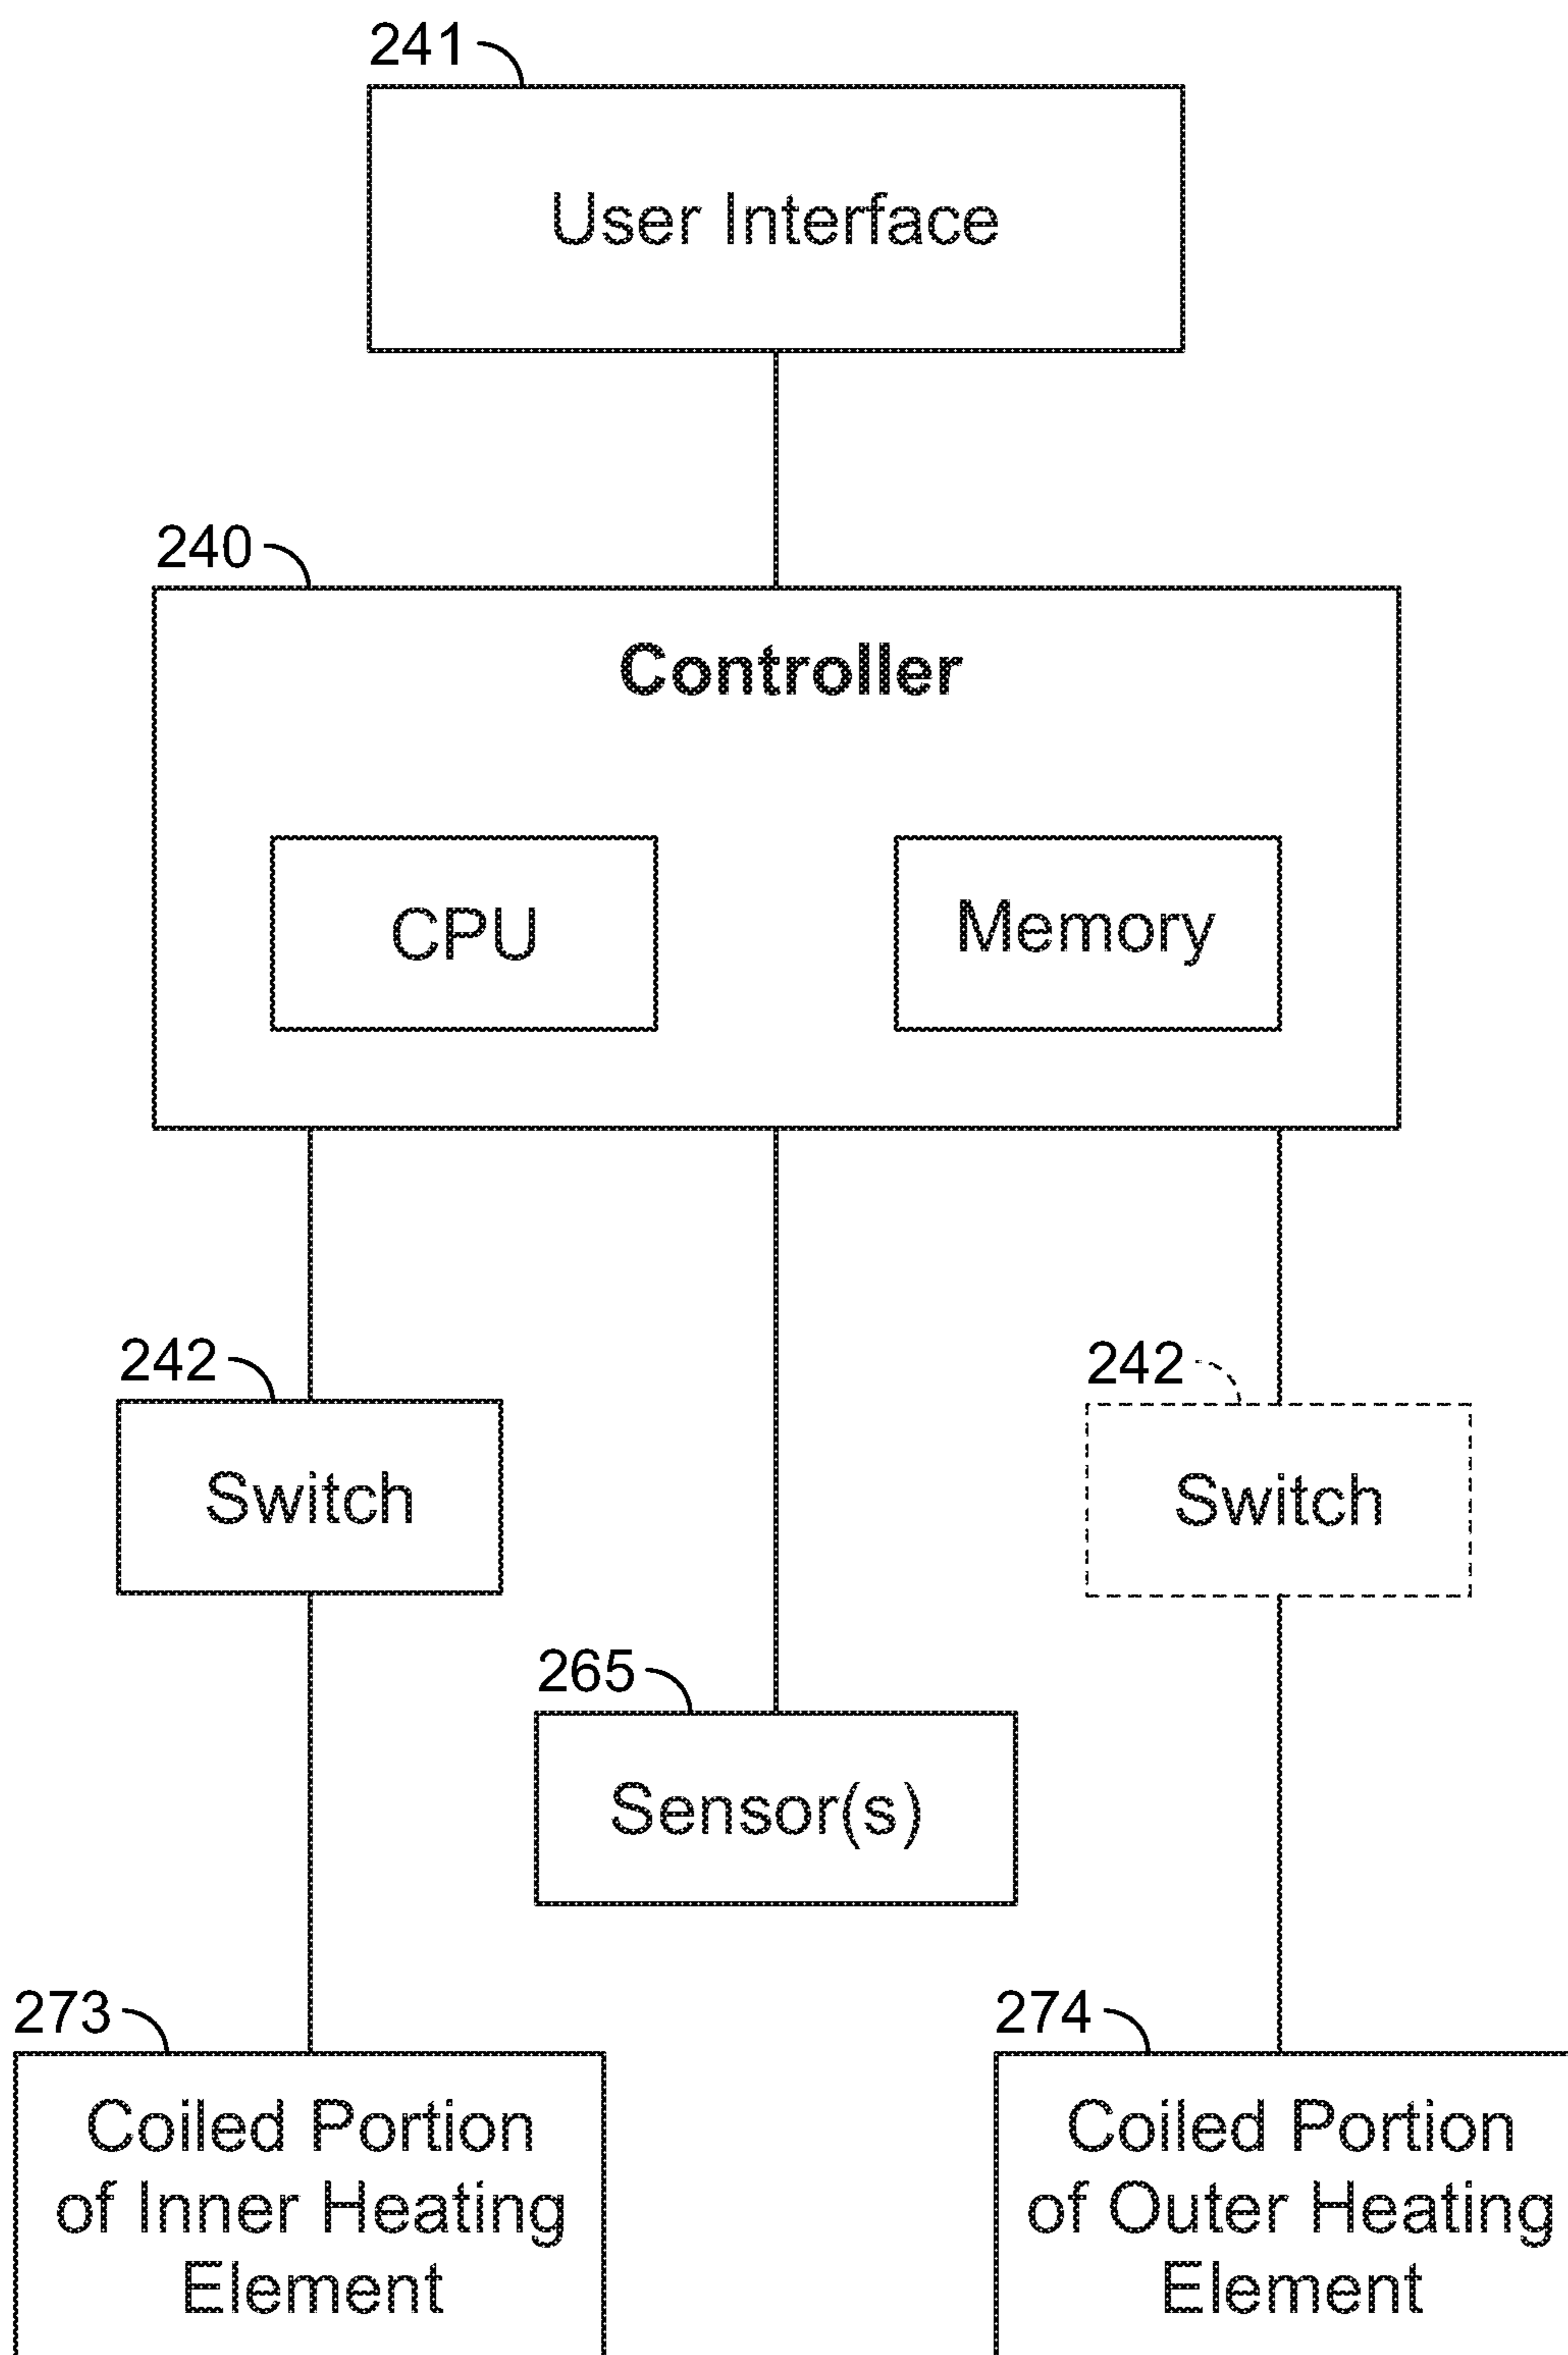 241
User Interface
240
Controller
CPU
Memory
242
Switch
242
Switch
265
Sensor(s)
273
Coiled Portion
of Inner Heating
Element
274
Coiled Portion
of Outer Heating
Element